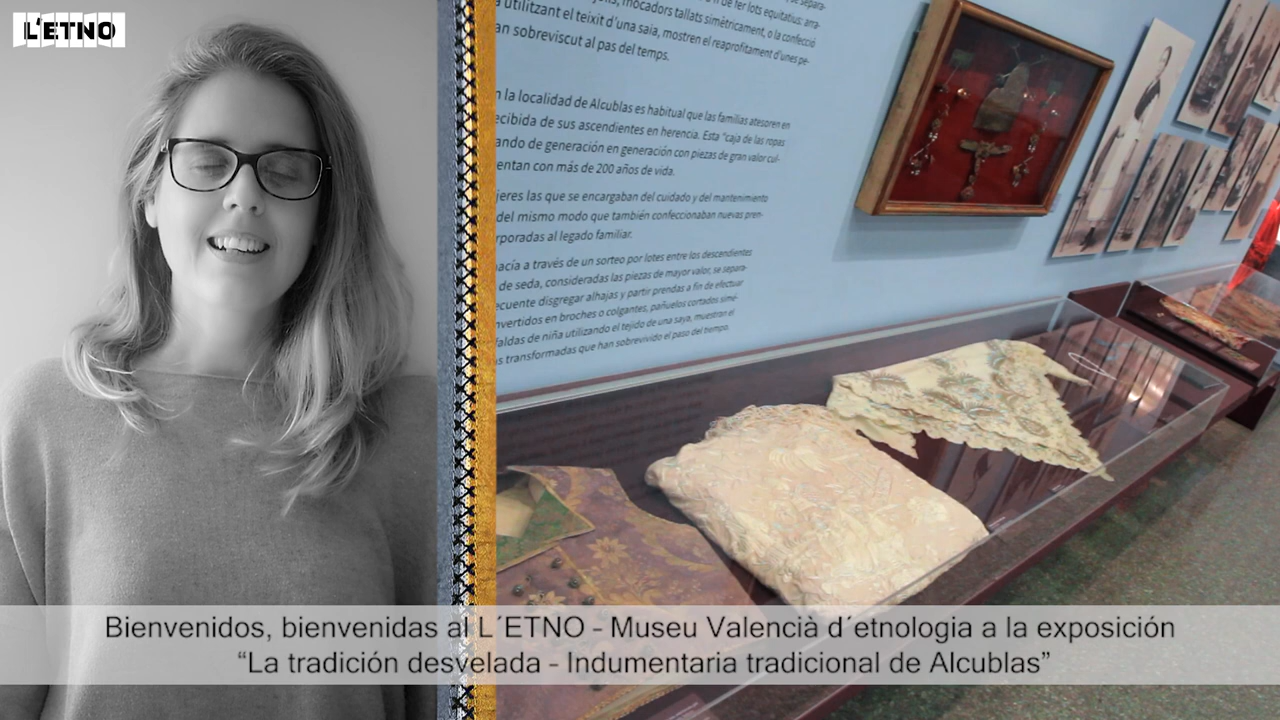 L'ETNO
utilitzant el teixit d'una saia, mostren el reaprofitament d'unes pe-
an sobreviscut al pas del temps.
n la localidad de Alcublas es habitual que las familias atesoren en
ecibida de sus ascendientes en herencia. Esta "caja de las ropas
ando de generación en generación con piezas de gran valor cul-
entan con más de 200 años de vida.
jeres las que se encargaban del cuidado y del mantenimiento
del mismo modo que también confeccionaban nuevas pren-
rporadas al legado familiar.
hacía a través de un sorteo por lotes entre los descendientes
de seda, consideradas las piezas de mayor valor, se separa-
ecuente disgregar alhajas y partir prendas a fin de efectuar
nvertidos en broches o colgantes, pañuelos cortados simé-
faldas de niña utilizando el tejido de una saya, muestran el
s transformadas que han sobrevivido el paso del tiempo.
Bienvenidos, bienvenidas al L´ETNO - Museu Valencià d´etnologia a la exposición
“La tradición desvelada - Indumentaria tradicional de Alcublas”